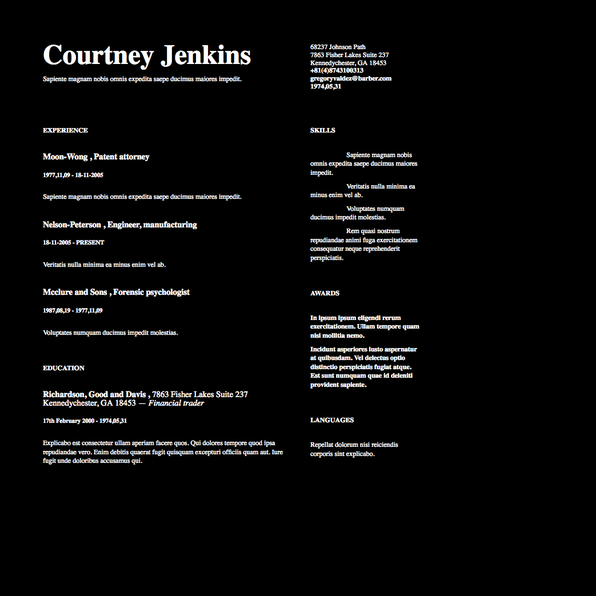 Courtney Jenkins
Sapiente magnam nobis omnis expedita saepe ducimus maiores impedit.
68237 Johnson Path
7863 Fisher Lakes Suite 237
Kennedychester, GA 18453
+81(4)8743100313
gregoryvaldez@barber.com
1974,05,31
EXPERIENCE
Moon-Wong , Patent attorney
1977,11,09 - 18-11-2005
Sapiente magnam nobis omnis expedita saepe ducimus maiores impedit.
Nelson-Peterson , Engineer, manufacturing
18-11-2005 - PRESENT
Veritatis nulla minima ea minus enim vel ab.
Mcclure and Sons , Forensic psychologist
1987,08,19 - 1977,11,09
Voluptates numquam ducimus impedit molestias.
EDUCATION
Richardson, Good and Davis , 7863 Fisher Lakes Suite 237
Kennedychester, GA 18453 — Financial trader
17th February 2000 - 1974,05,31
Explicabo est consectetur ullam aperiam facere quos. Qui dolores tempore quod ipsa
repudiandae vero. Enim debitis quaerat fugit quisquam excepturi officiis quam aut. Iure
fugit unde doloribus accusamus qui.
SKILLS
Sapiente magnam nobis
omnis expedita saepe ducimus maiores
impedit.
Veritatis nulla minima ea
minus enim vel ab.
Voluptates numquam
ducimus impedit molestias.
Rem quasi nostrum
repudiandae animi fuga exercitationem
consequatur neque reprehenderit
perspiciatis.
AWARDS
In ipsum ipsum eligendi rerum
exercitationem. Ullam tempore quam
nisi mollitia nemo.
Incidunt asperiores iusto aspernatur
at quibusdam. Vel delectus optio
distinctio perspiciatis fugiat atque.
Est sunt numquam quae id deleniti
provident sapiente.
LANGUAGES
Repellat dolorum nisi reiciendis
corporis sint explicabo.